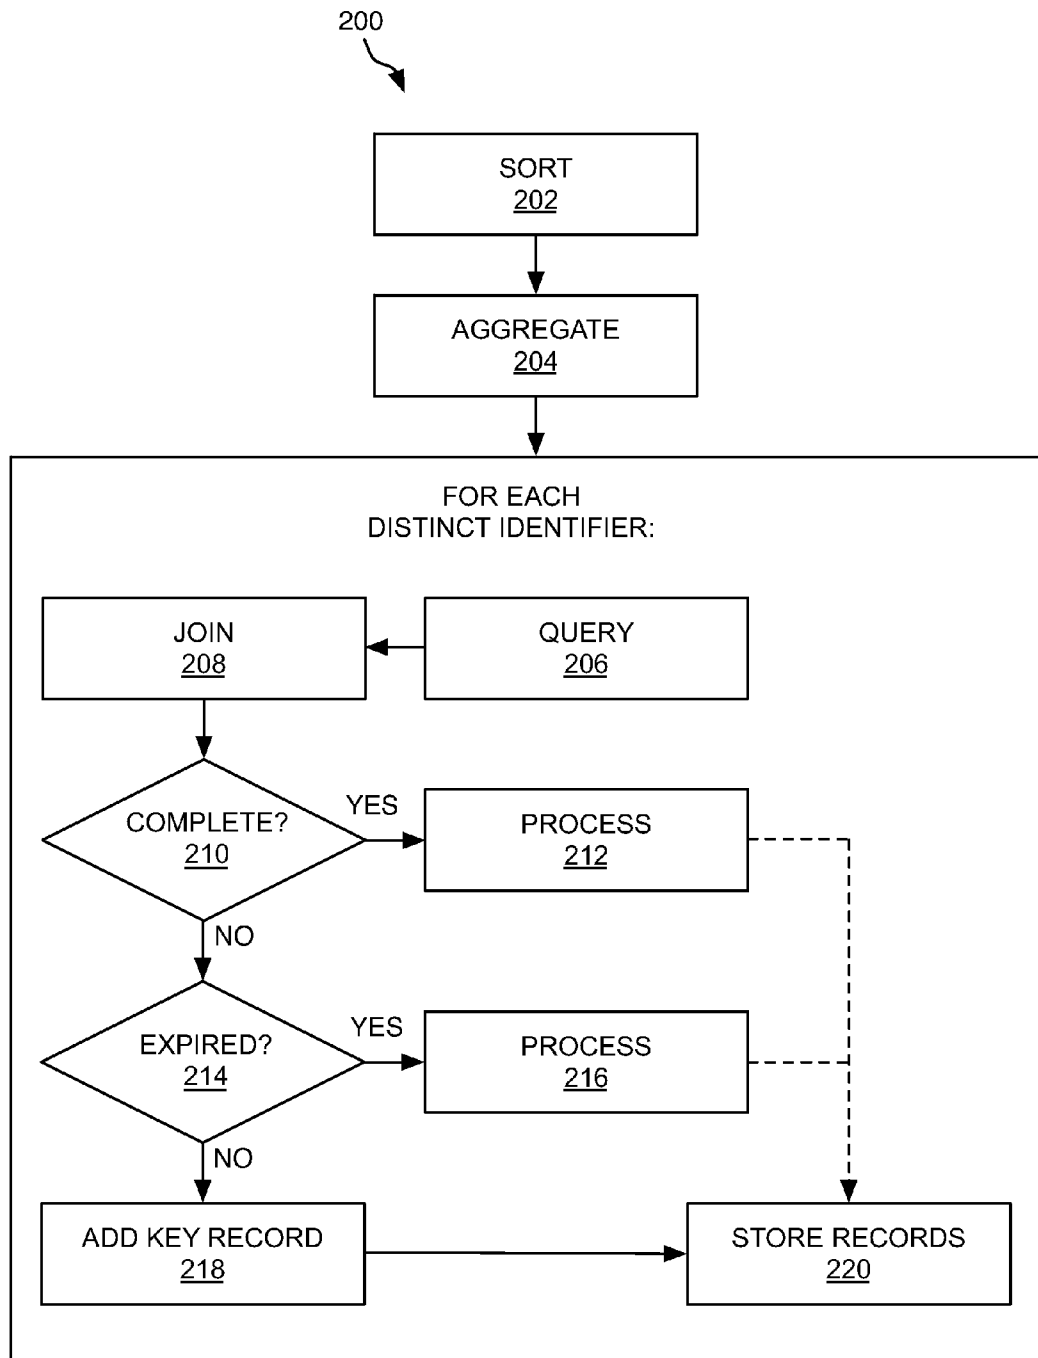 200
SORT
202
AGGREGATE
204
FOR EACH
DISTINCT IDENTIFIER:
JOIN
208
QUERY
206
COMPLETE?
210
YES
PROCESS
212
NO
EXPIRED?
214
YES
PROCESS
216
NO
ADD KEY RECORD
218
STORE RECORDS
220